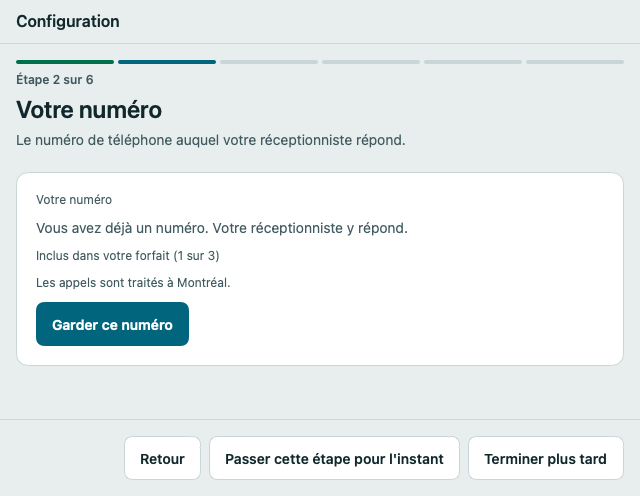 Configuration
Étape 2 sur 6
Votre numéro
Le numéro de téléphone auquel votre réceptionniste répond.
Votre numéro
Vous avez déjà un numéro. Votre réceptionniste y répond.
Inclus dans votre forfait (1 sur 3)
Les appels sont traités à Montréal.
Garder ce numéro
Retour
Passer cette étape pour l'instant
Terminer plus tard